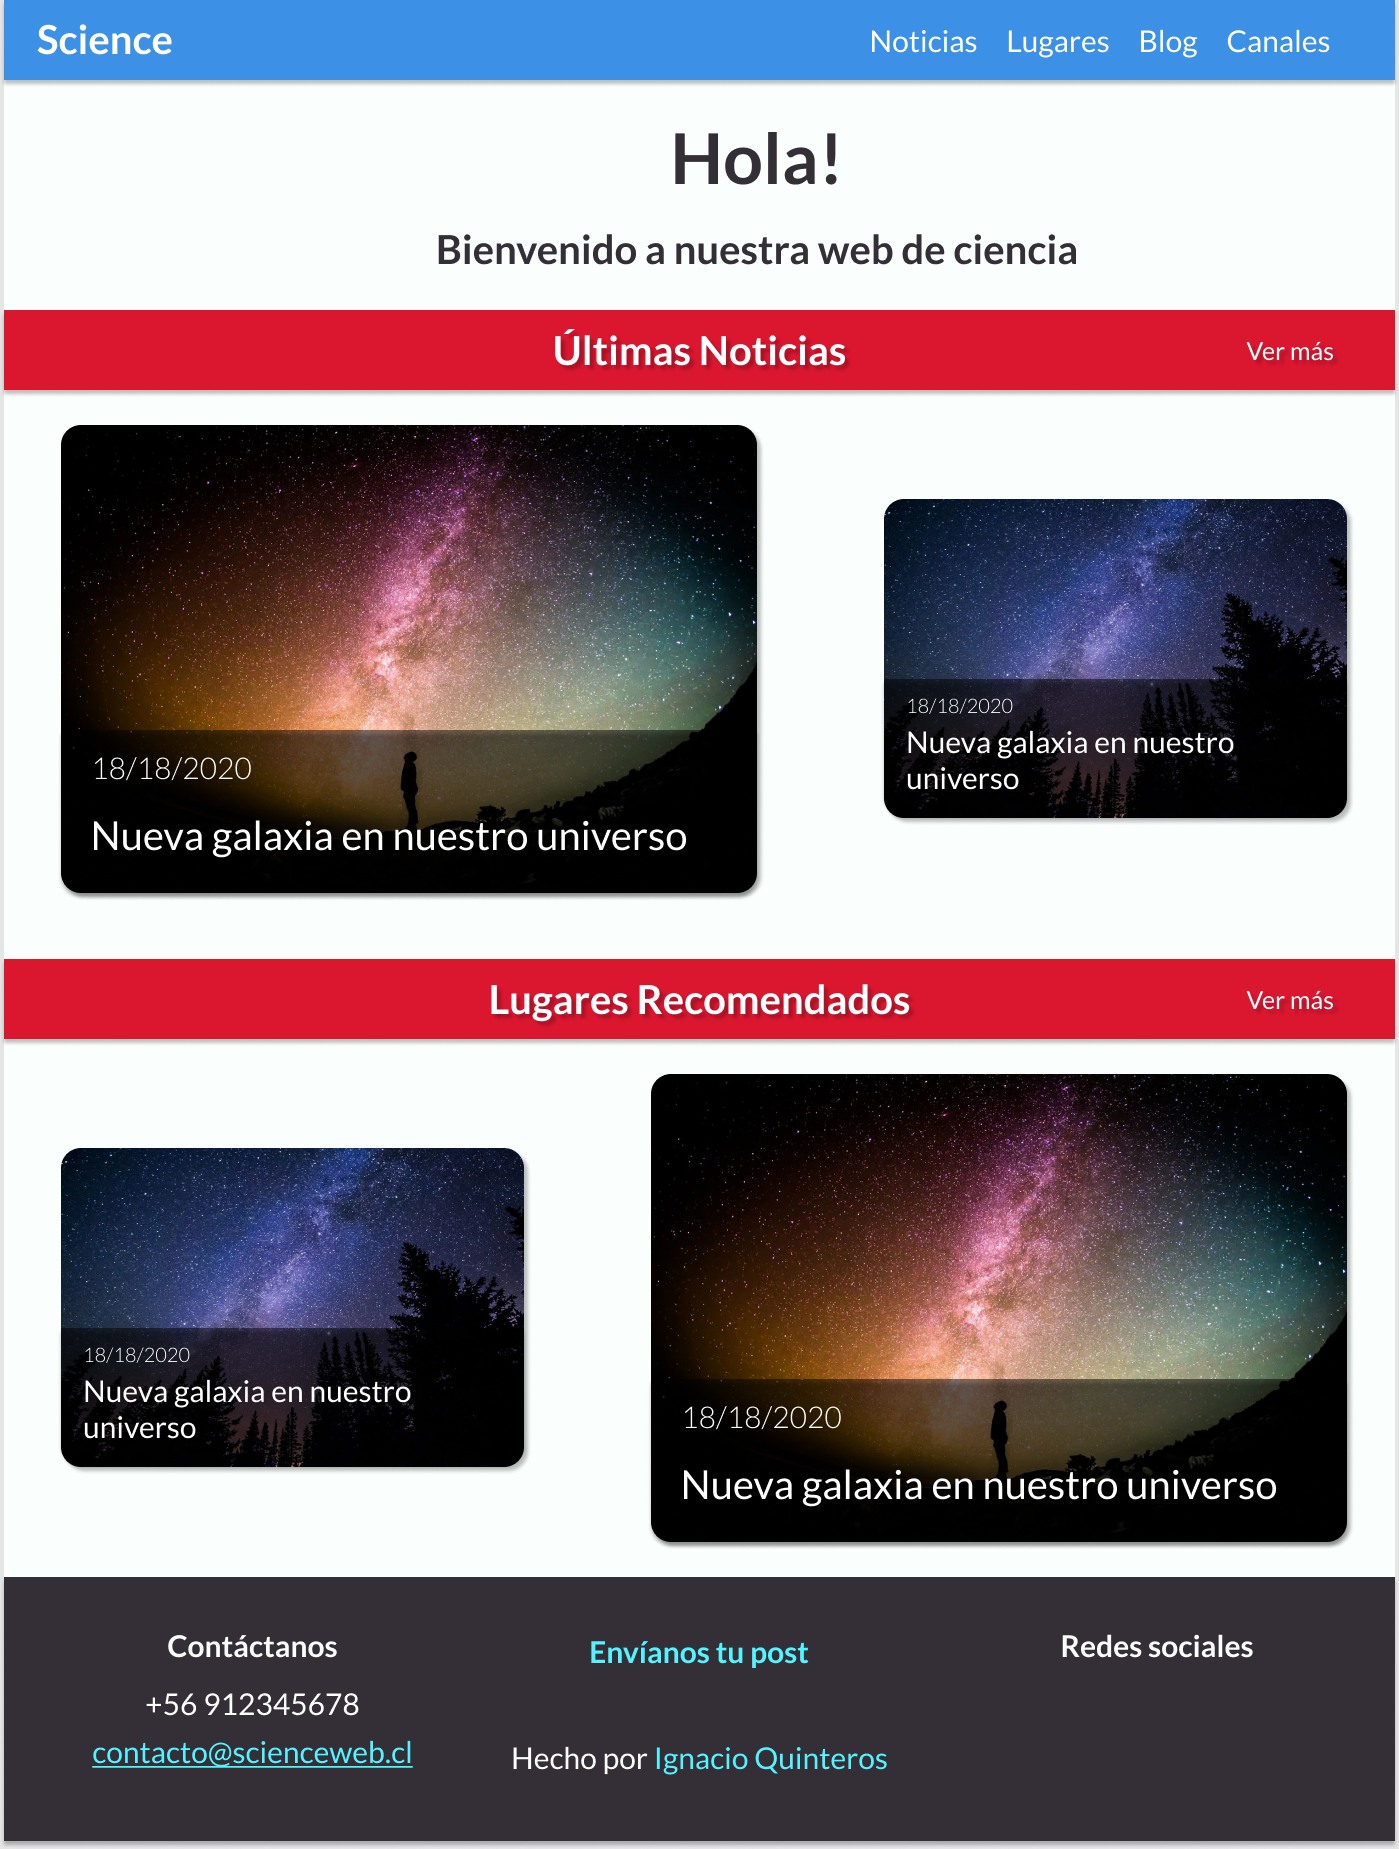 Science
Noticias Lugares Blog Canales
Hola!
Bienvenido a nuestra web de ciencia
Últimas Noticias
Ver más
18/18/2020
Nueva galaxia en nuestro universo
18/18/2020
Nueva galaxia en nuestro
universo
Lugares Recomendados
Ver más
18/18/2020
Nueva galaxia en nuestro
universo
18/18/2020
Nueva galaxia en nuestro universo
Contáctanos
+56 912345678
contacto@scienceweb.cl
Envíanos tu post
Hecho por Ignacio Quinteros
Redes sociales